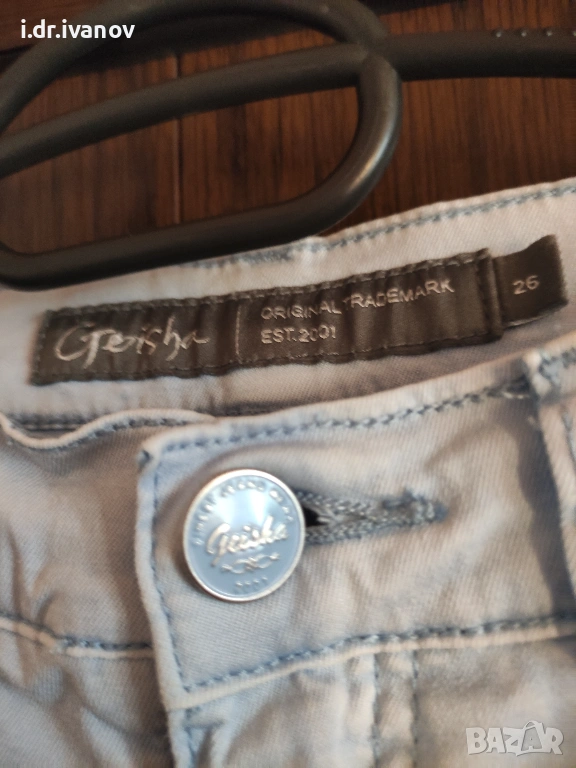 i.dr.ivanov
Geisha
ORIGINAL TRADEMARK
EST.2001
26
Geisha
BAZAR